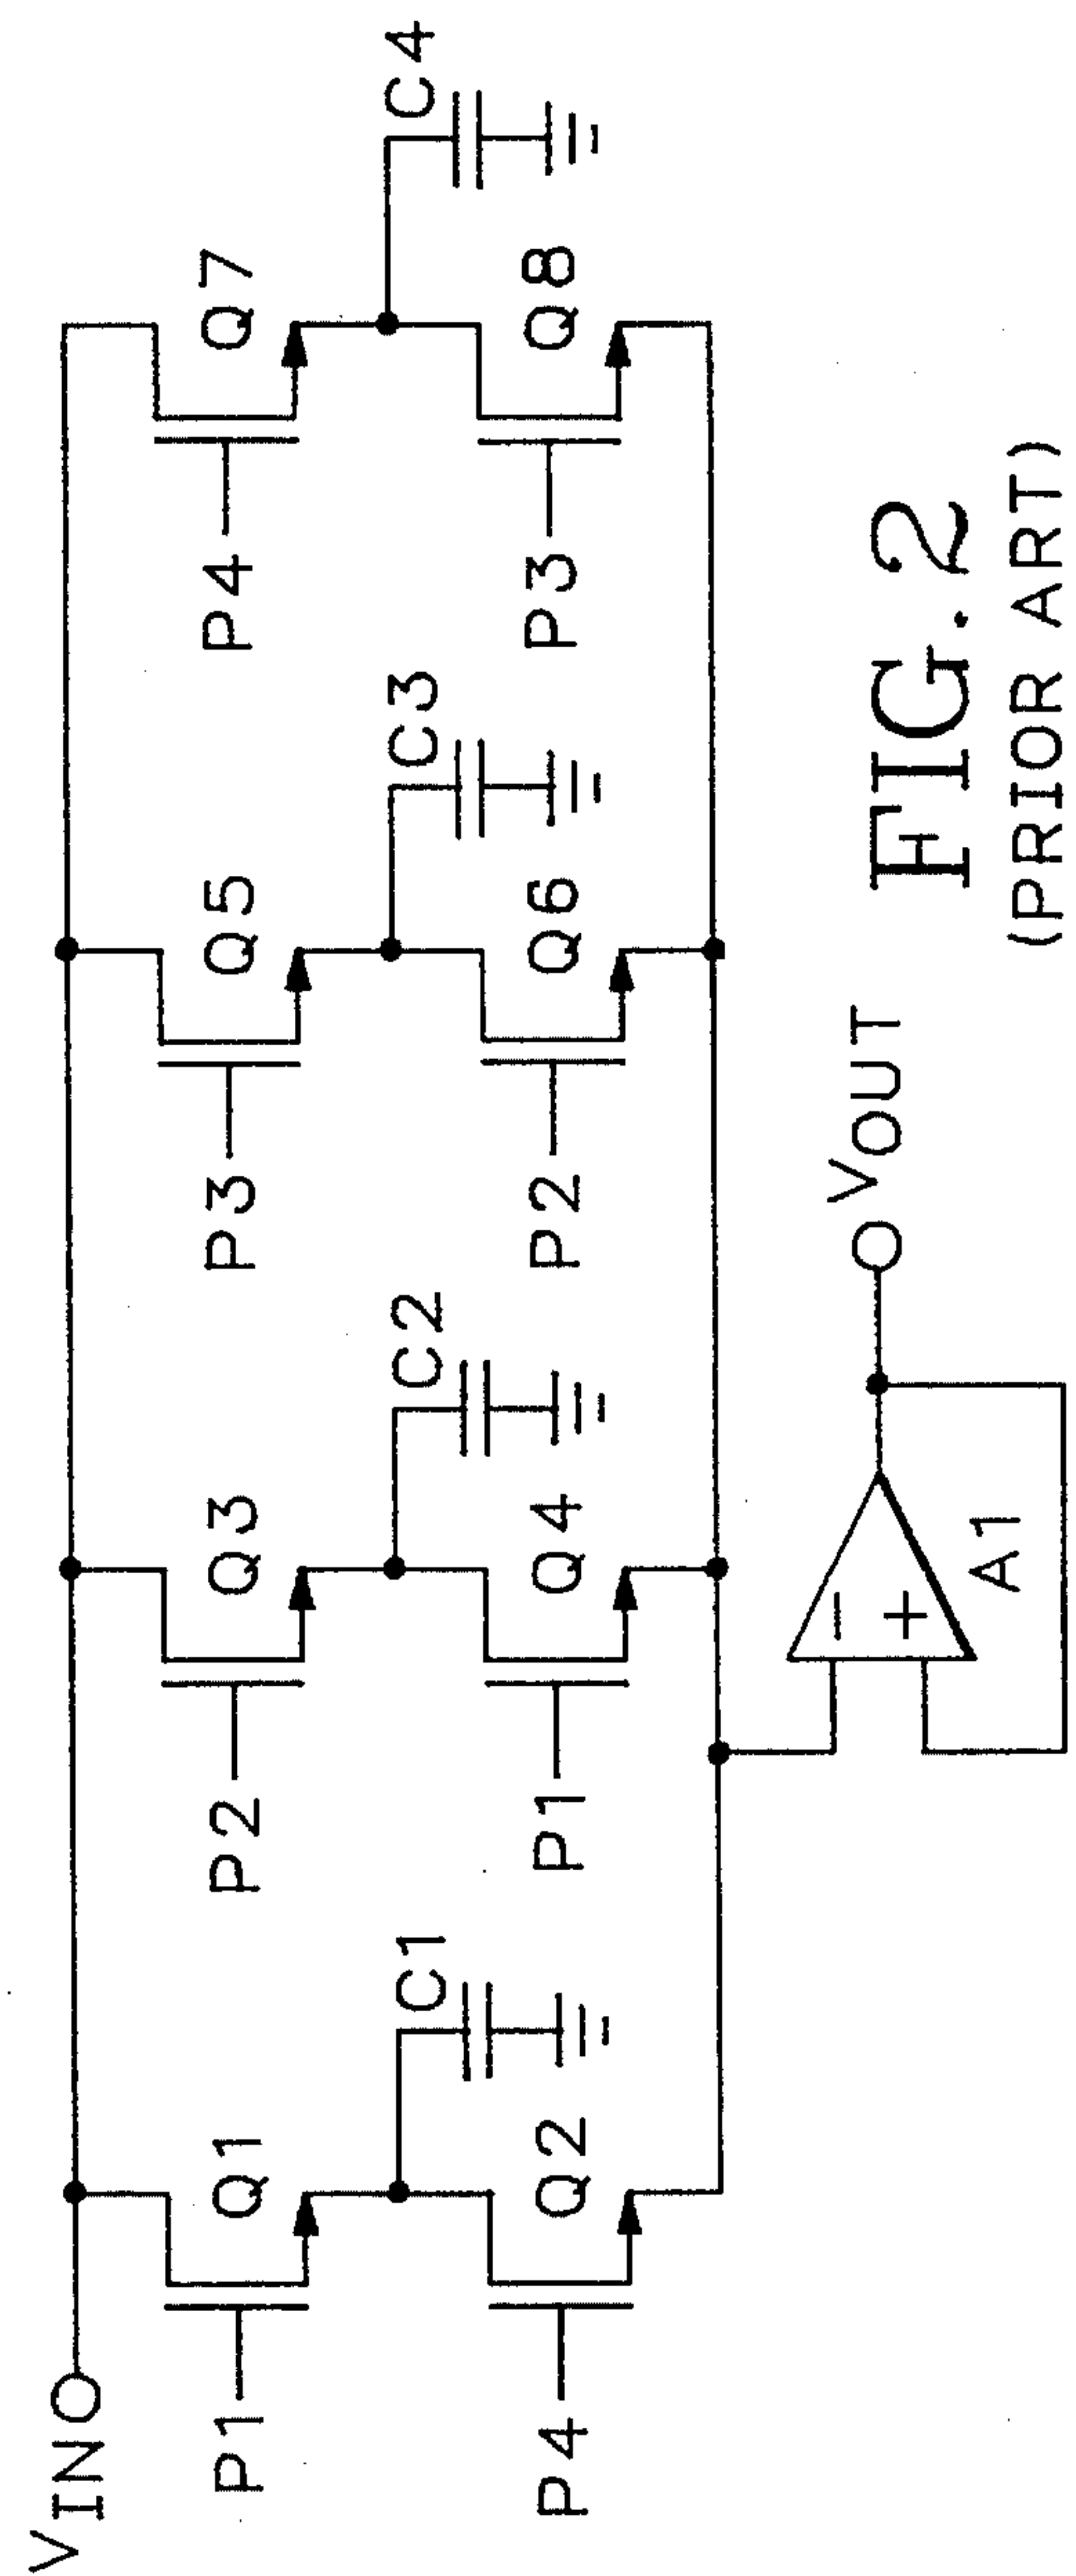 VIN
P1
Q1
C1
P2
Q3
C2
P3
Q5
C3
P4
Q7
C4
P4
Q2
P1
Q4
P2
Q6
P3
Q8
−
+
A1
VOUT
FIG. 2
(PRIOR ART)